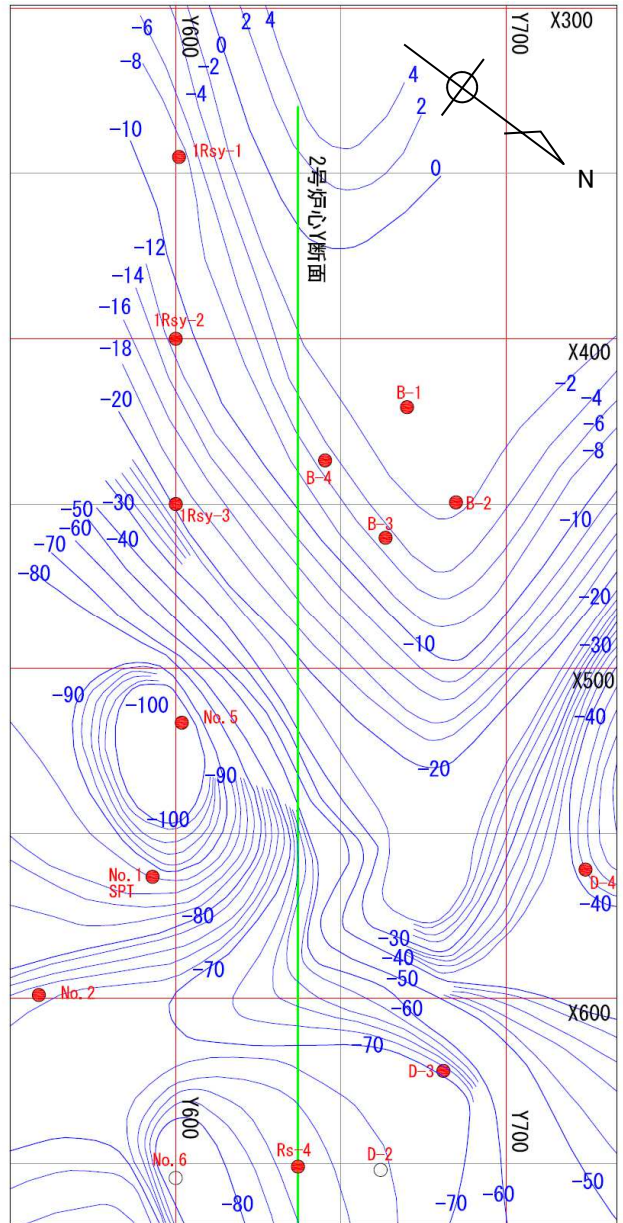 Y600
Y700
X300
-6
0
2
4
-8
-2
4
-4
2
-10
1Rsy-1
0
2号炉心Y断面
N
-12
-14
-16
1Rsy-2
-18
X400
-2
-20
B-1
-4
-6
-8
B-4
-50
-30
B-2
-60
1Rsy-3
-10
-70
-40
B-3
-80
-20
-10
-30
X500
-90
-100
-40
No.5
-90
-20
-100
No.1
SPT
D-4
-40
-80
-30
-40
-70
-50
No.2
-60
X600
-70
D-3
Y600
Y700
No.6
Rs-4
D-2
-50
-80
-70
-60